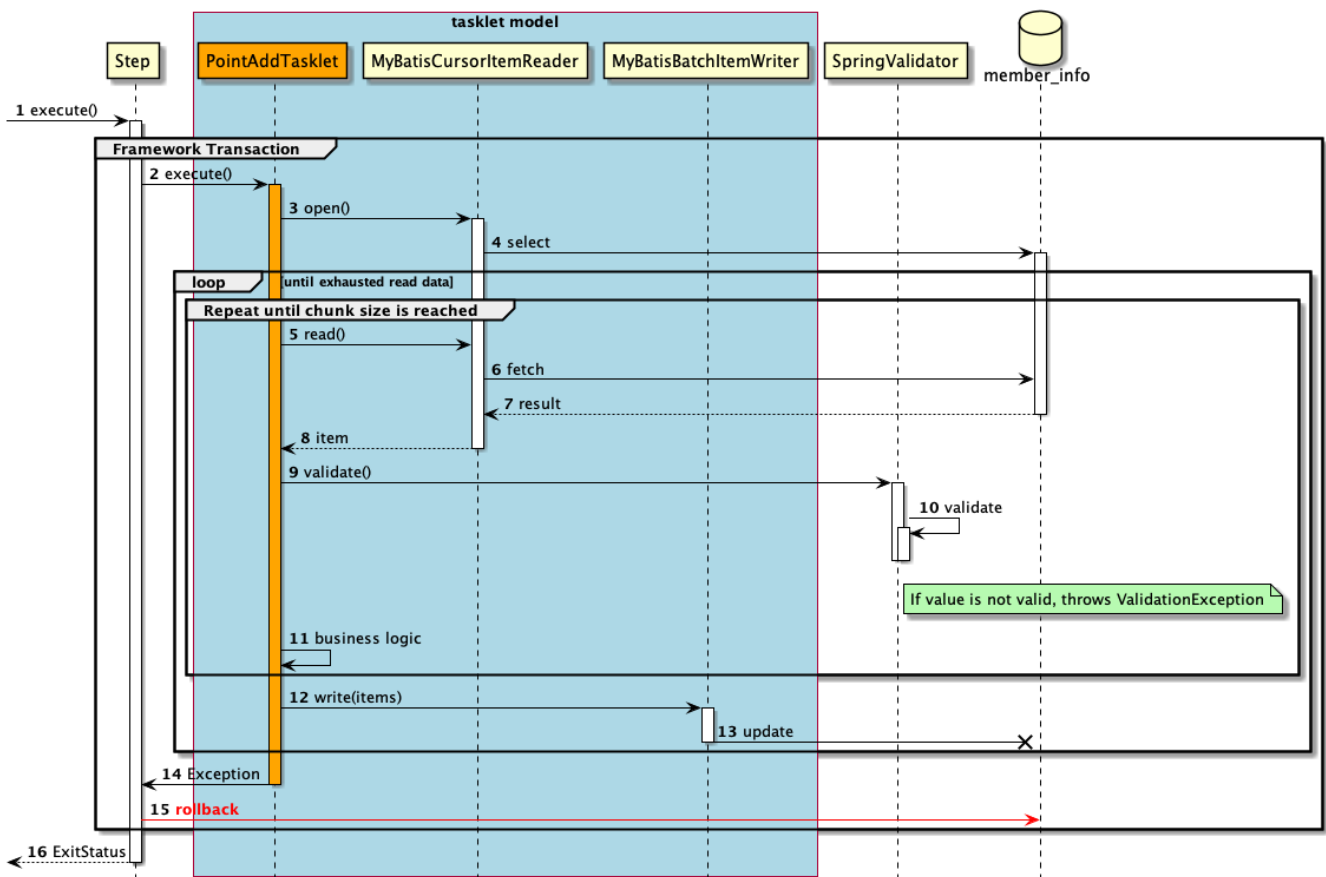 tasklet model
Step
PointAddTasklet
MyBatisCursorItemReader
MyBatisBatchItemWriter
SpringValidator
member_info
1 execute()
Framework Transaction
2 execute()
3 open()
4 select
loop
[until exhausted read data]
Repeat until chunk size is reached
5 read()
6 fetch
7 result
8 item
9 validate()
10 validate
If value is not valid, throws ValidationException
11 business logic
12 write(items)
13 update
14 Exception
15 rollback
16 ExitStatus